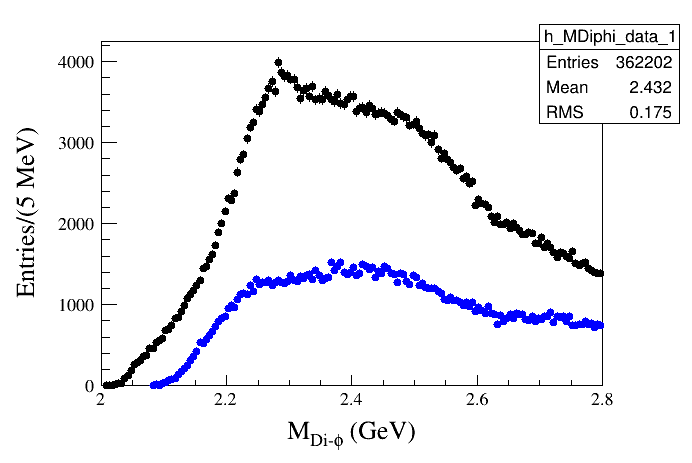 h_MDiphi_data_1
Entries 362202
Mean 2.432
RMS 0.175
Entries/(5 MeV)
4000
3000
2000
1000
0
2 2.2 2.4 2.6 2.8
M_Di-ϕ (GeV)